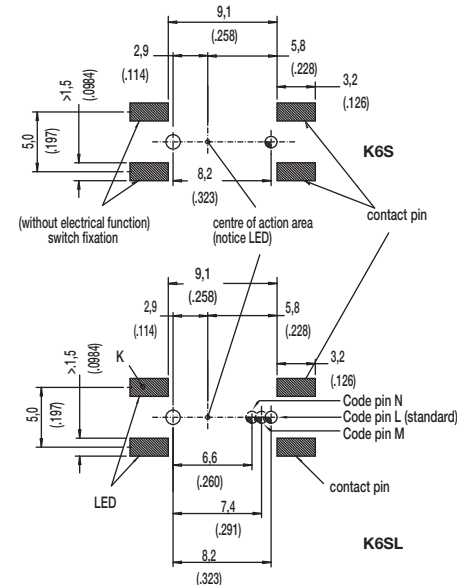 9,1
(.258)
2,9
(.114)
5,8
(.228)
>1,5
(.0984)
3,2
(.126)
5,0
(.197)
K6S
8,2
(.323)
(without electrical function)
switch fixation
centre of action area
(notice LED)
contact pin
9,1
(.258)
2,9
(.114)
5,8
(.228)
>1,5
(.0984)
K
3,2
(.126)
5,0
(.197)
Code pin N
Code pin L (standard)
Code pin M
6,6
(.260)
LED
contact pin
7,4
(.291)
K6SL
8,2
(.323)